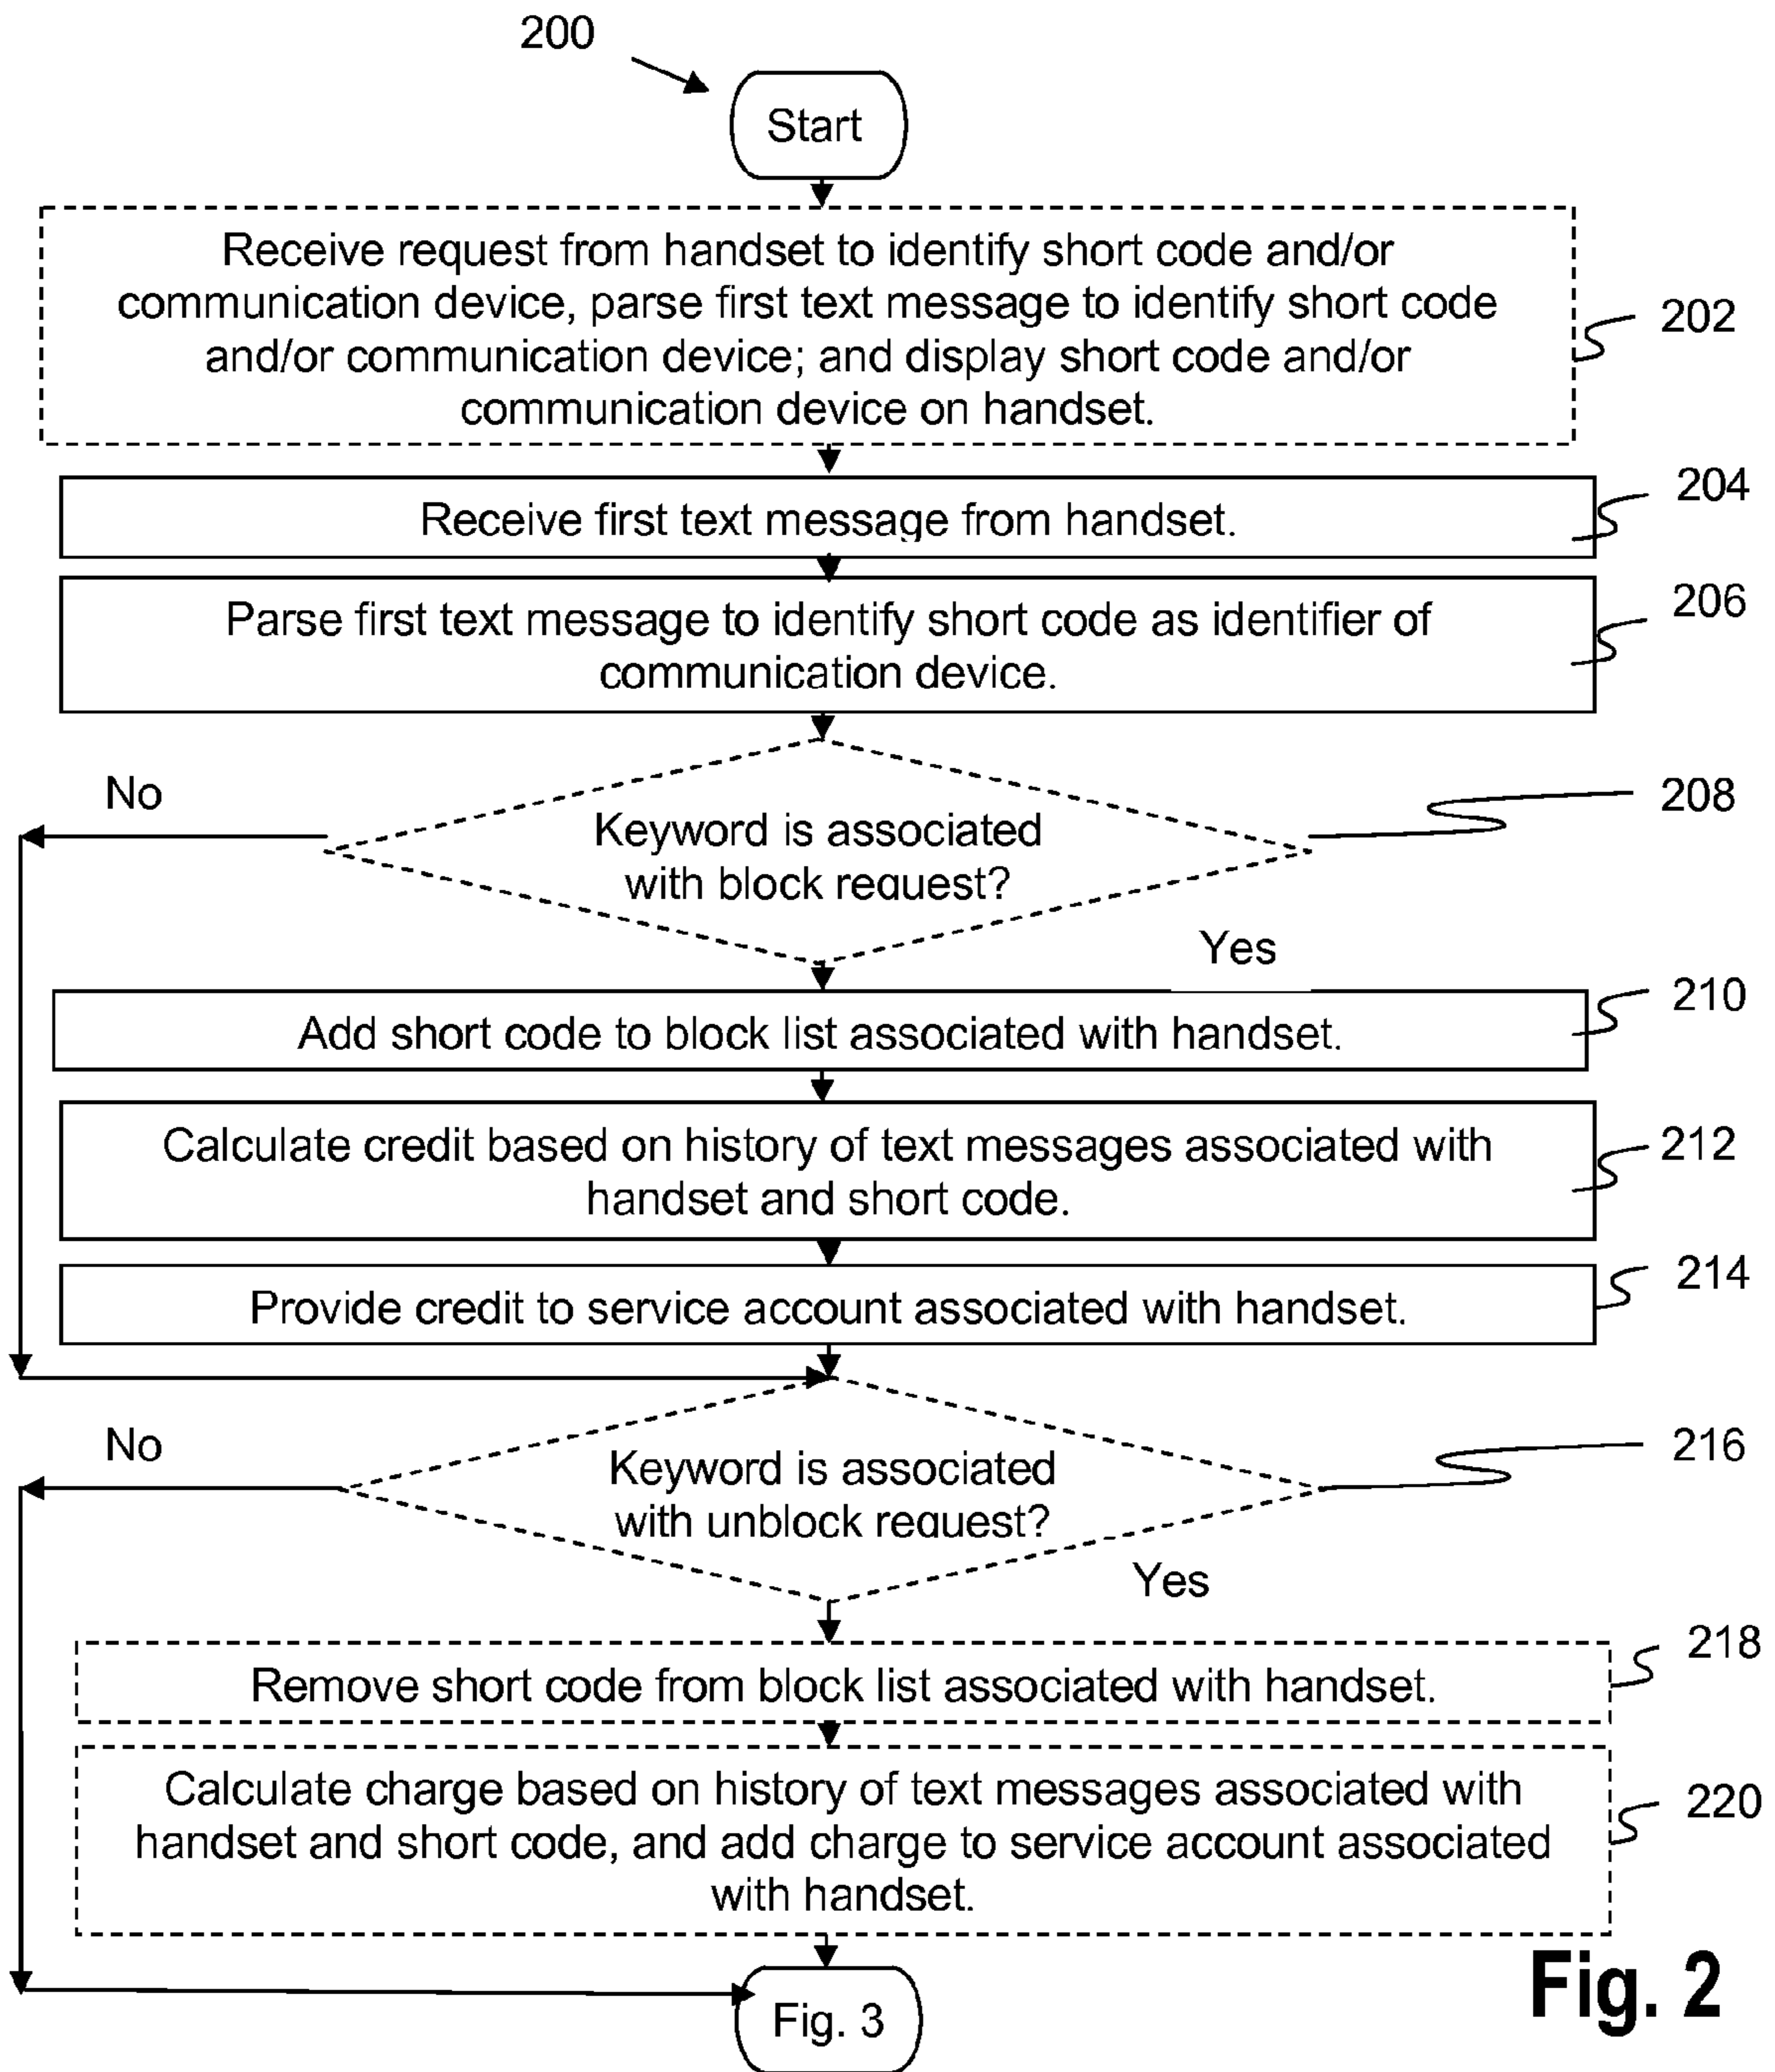 200
Start
Receive request from handset to identify short code and/or
communication device, parse first text message to identify short code
and/or communication device; and display short code and/or
communication device on handset.
202
Receive first text message from handset.
204
Parse first text message to identify short code as identifier of
communication device.
206
No
Keyword is associated
with block request?
208
Yes
Add short code to block list associated with handset.
210
Calculate credit based on history of text messages associated with
handset and short code.
212
Provide credit to service account associated with handset.
214
No
Keyword is associated
with unblock request?
216
Yes
Remove short code from block list associated with handset.
218
Calculate charge based on history of text messages associated with
handset and short code, and add charge to service account associated
with handset.
220
Fig. 3
Fig. 2